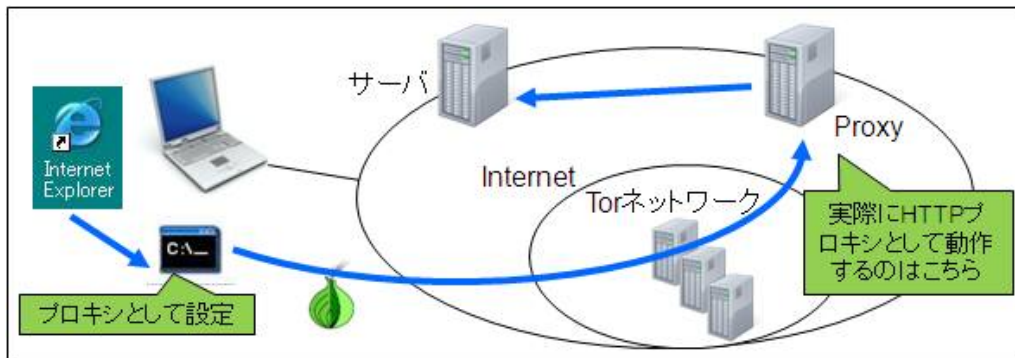 サーバ
Proxy
Internet
Explorer
Internet
Torネットワーク
C:\_
プロキシとして設定
実際にHTTPプ
ロキシとして動作
するのはこちら